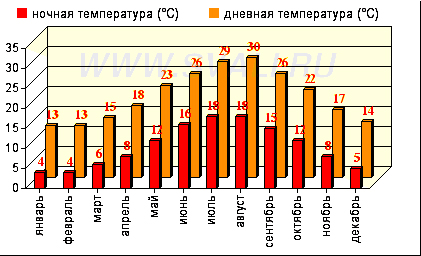 ночная температура (°C) дневная температура (°C)
35
30
25
20
15
10
5
0
13 13 15 18 23 26 29 30 26 22 17 14
4 4 6 8 12 16 18 18 15 12 8 5
январь февраль март апрель май июнь июль август сентябрь октябрь ноябрь декабрь